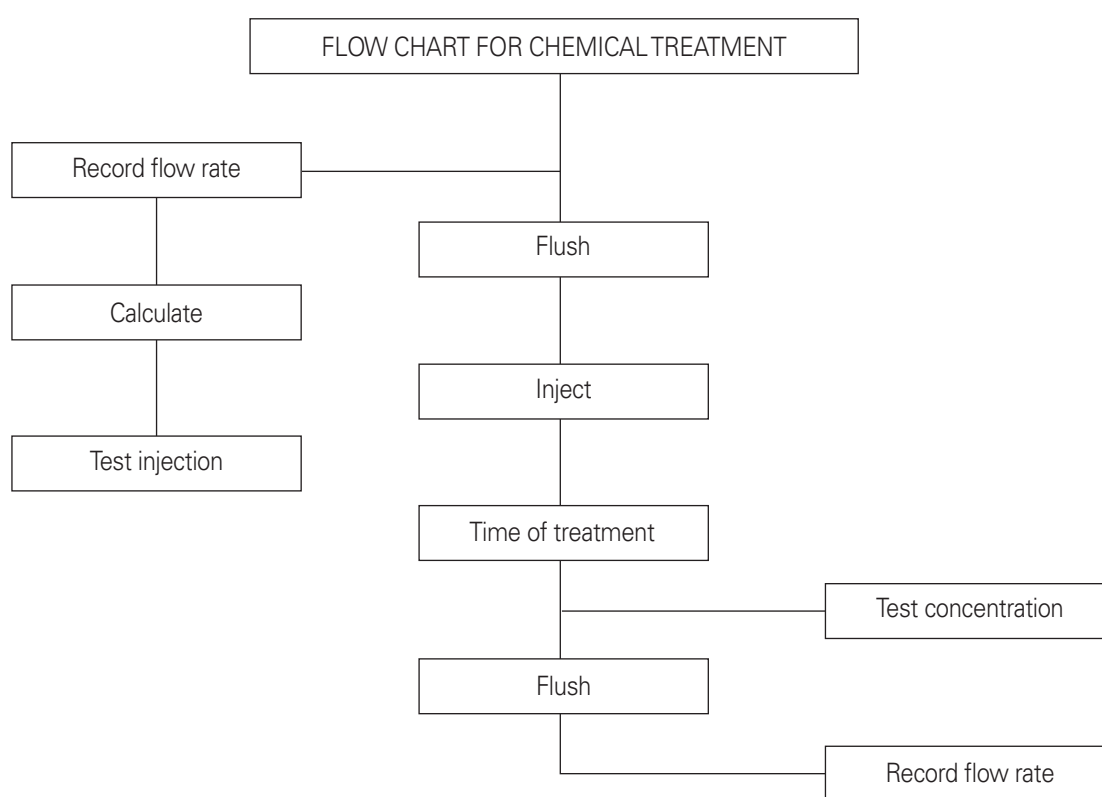 FLOW CHART FOR CHEMICAL TREATMENT
Record flow rate
Flush
Calculate
Inject
Test injection
Time of treatment
Test concentration
Flush
Record flow rate